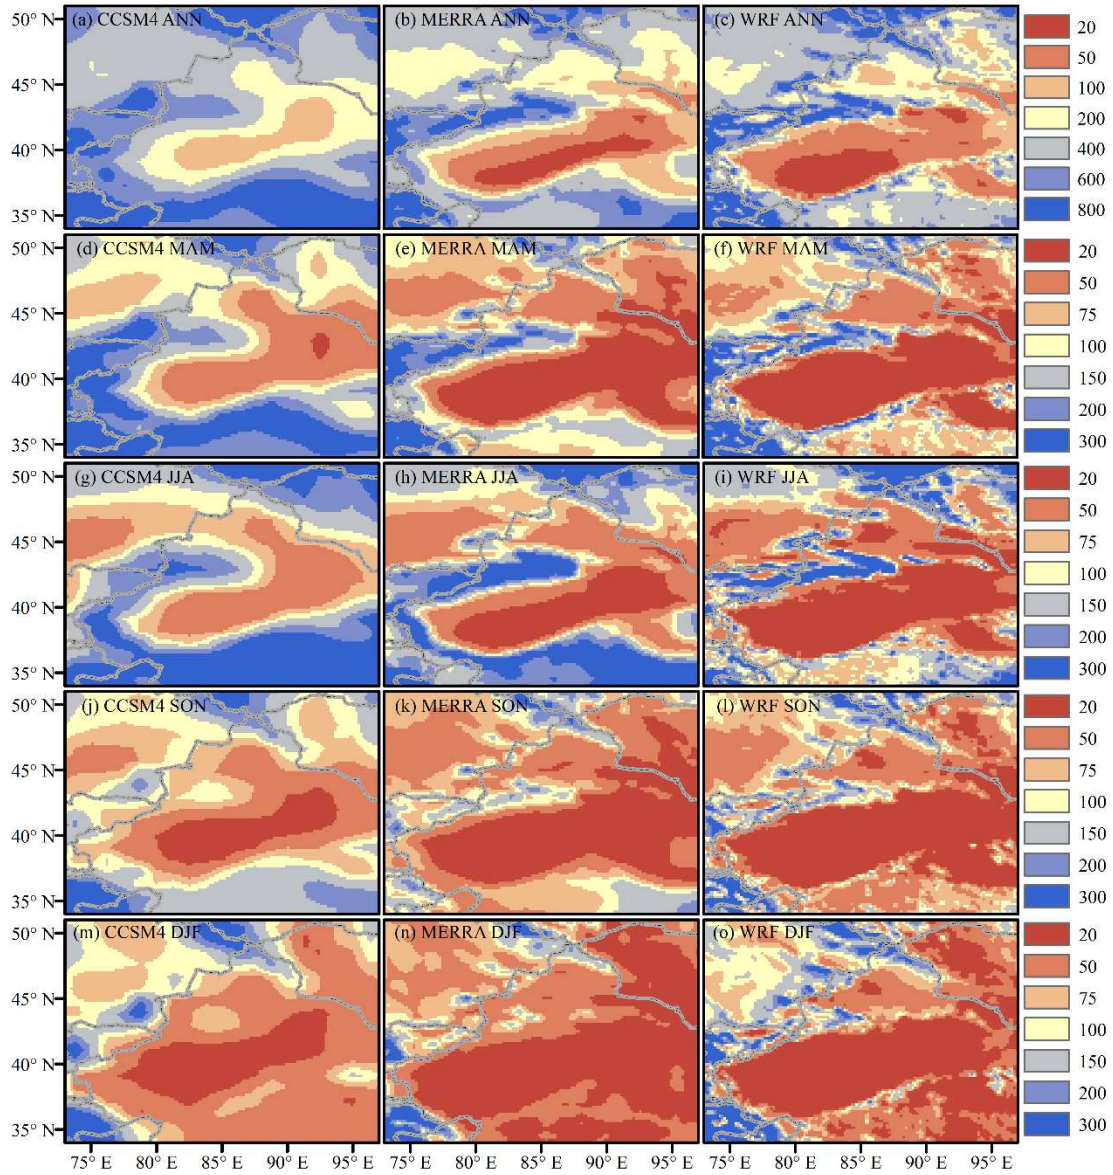 50° N (a) CCSM4 ANN (b) MERRA ANN (c) WRF ANN 20
50
45° N 100
200
40° N 400
600
35° N 800
50° N (d) CCSM4 MAM (e) MERRA MAM (f) WRF MAM 20
50
45° N 75
100
40° N 150
200
35° N 300
50° N (g) CCSM4 JJA (h) MERRA JJA (i) WRF JJA 20
50
45° N 75
100
40° N 150
200
35° N 300
50° N (j) CCSM4 SON (k) MERRA SON (l) WRF SON 20
50
45° N 75
100
40° N 150
200
35° N 300
50° N (m) CCSM4 DJF (n) MERRA DJF (o) WRF DJF 20
50
45° N 75
100
40° N 150
200
35° N 300
75° E 80° E 85° E 90° E 95° E 75° E 80° E 85° E 90° E 95° E 75° E 80° E 85° E 90° E 95° E